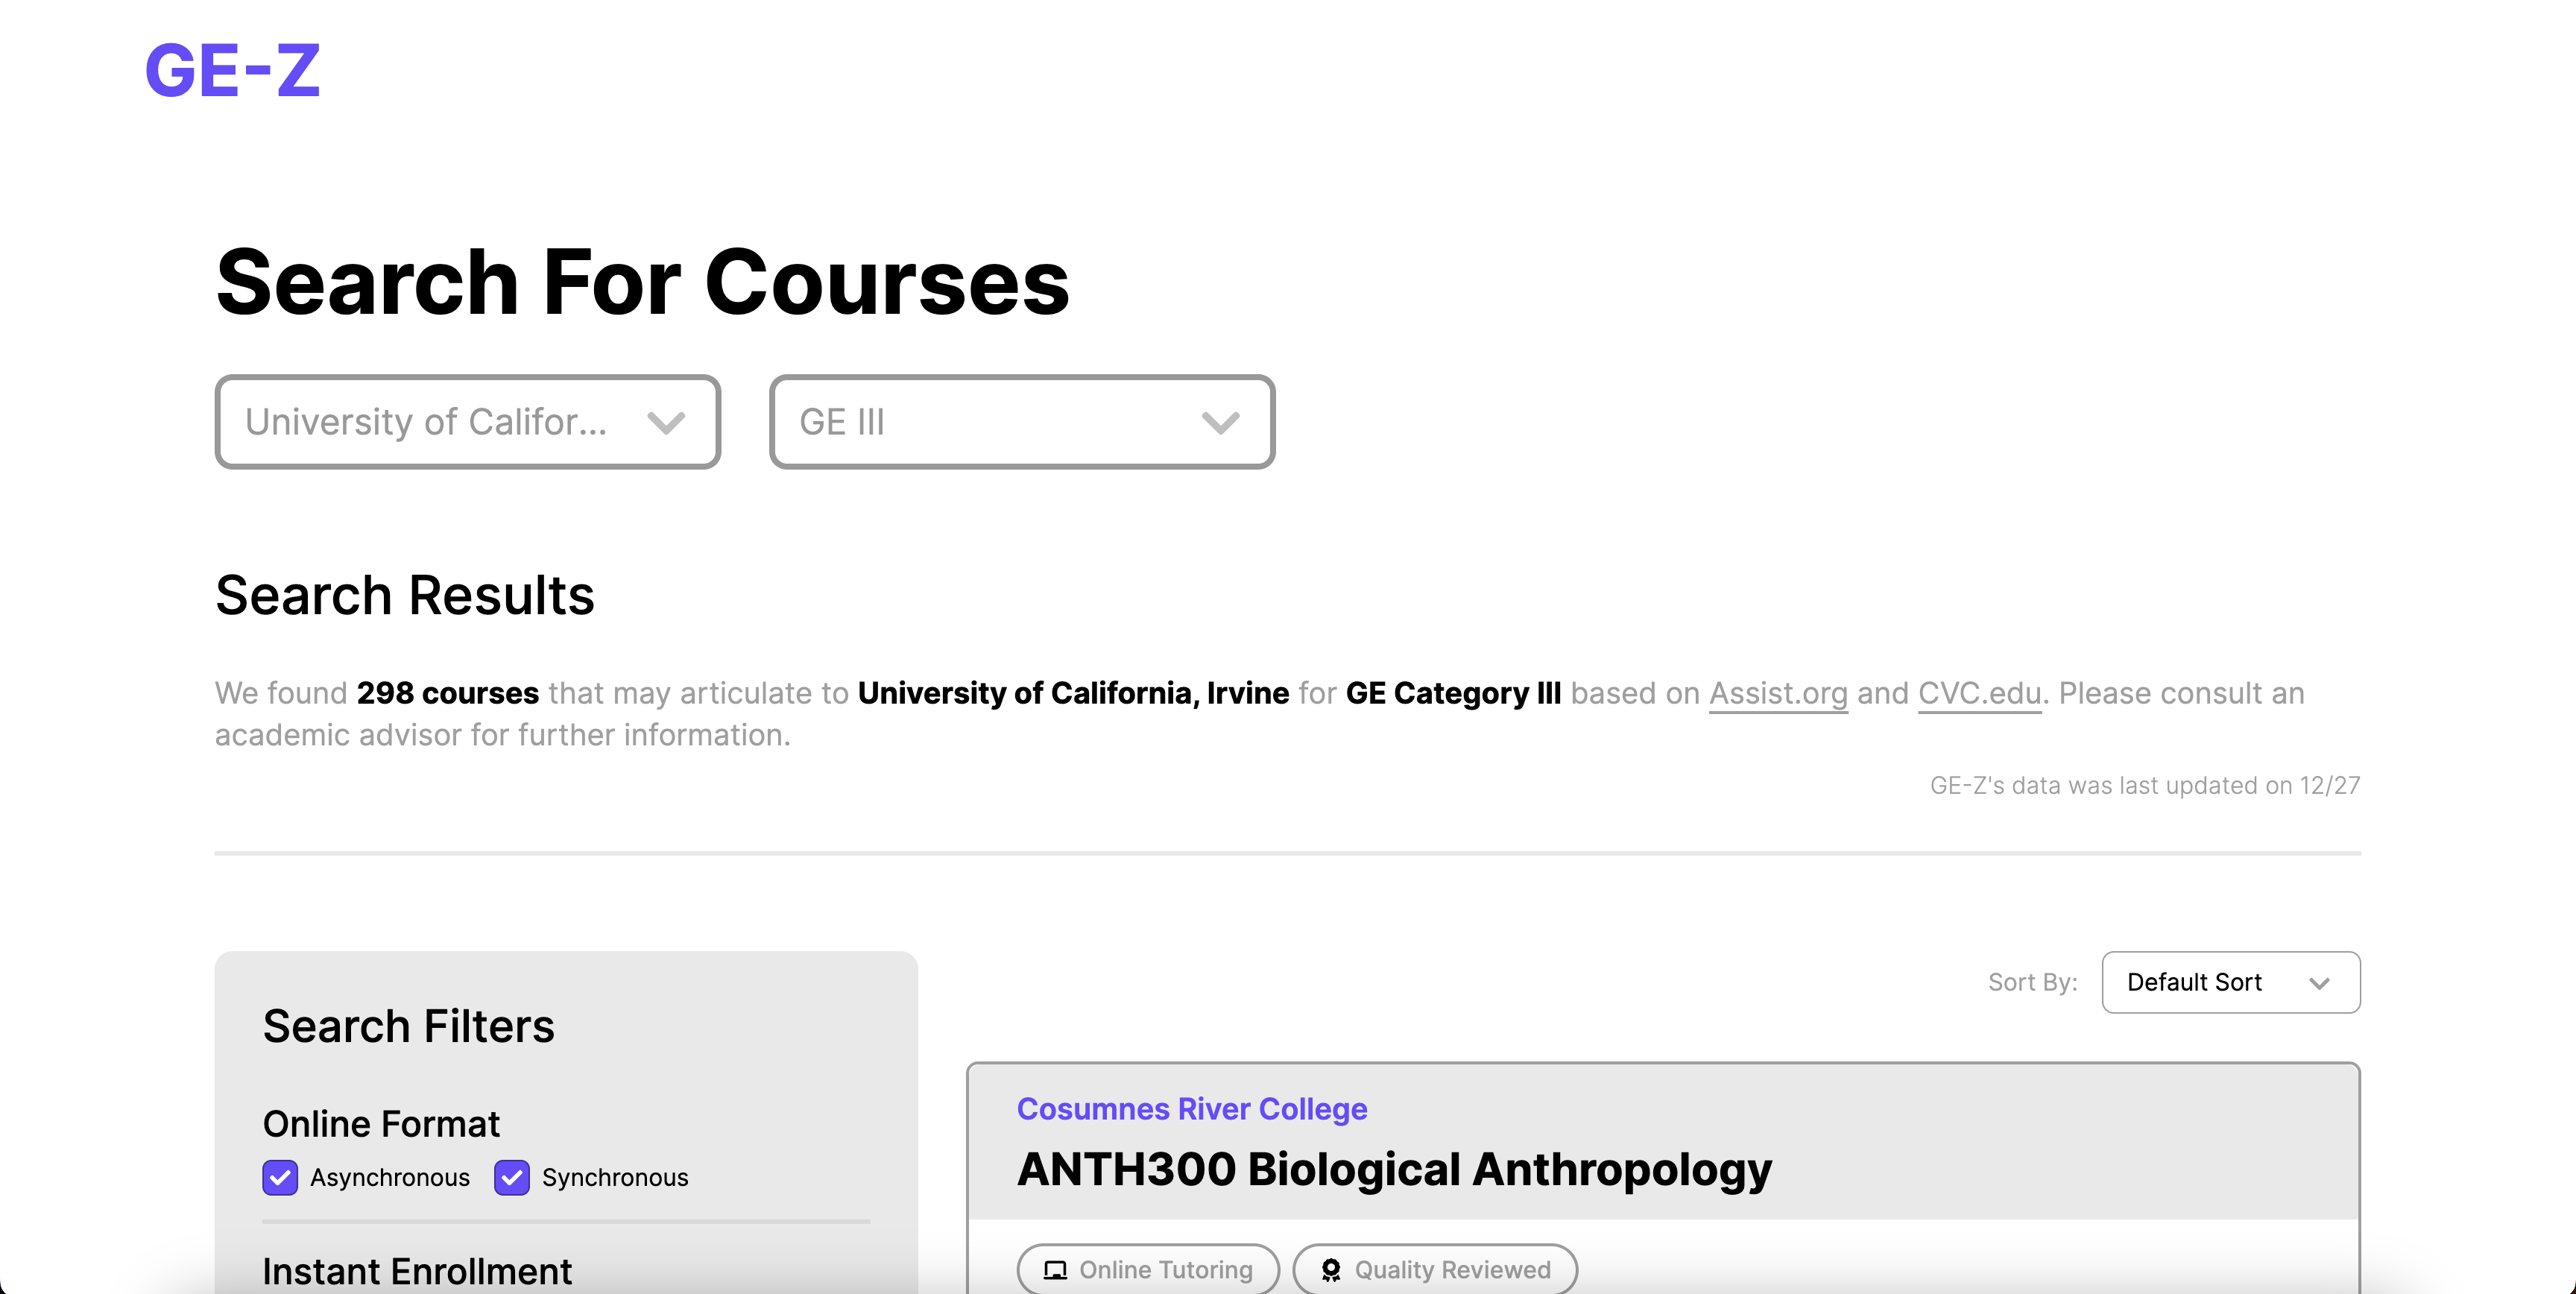 GE-Z
Search For Courses
University of Califor...
GE III
Search Results
We found 298 courses that may articulate to University of California, Irvine for GE Category III based on Assist.org and CVC.edu. Please consult an
academic advisor for further information.
GE-Z's data was last updated on 12/27
Sort By:
Default Sort
Search Filters
Online Format
Asynchronous
Synchronous
Instant Enrollment
Cosumnes River College
ANTH300 Biological Anthropology
Online Tutoring
Quality Reviewed